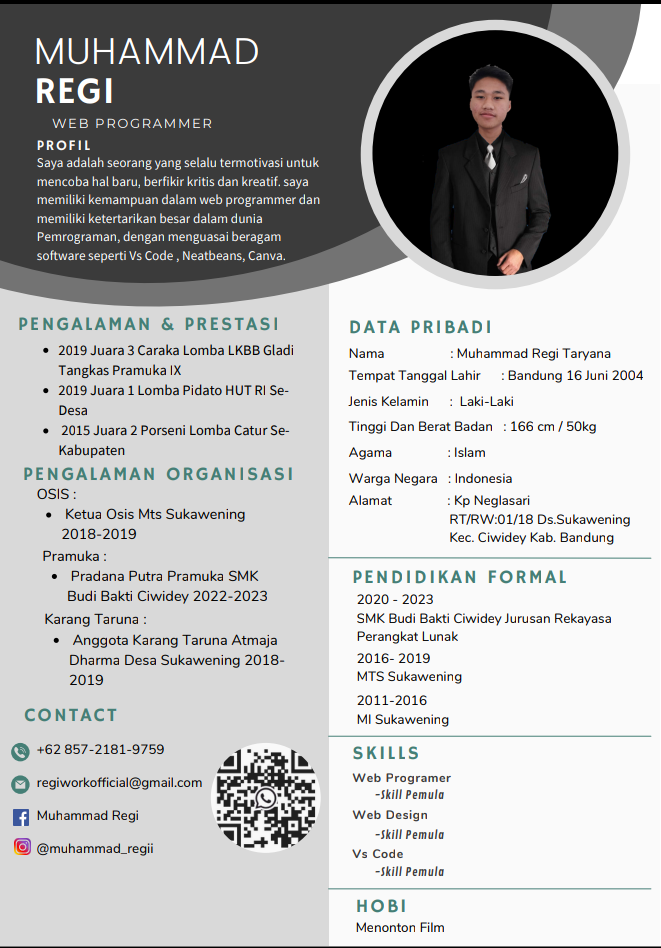 MUHAMMAD
REGI
WEB PROGRAMMER
PROFIL
Saya adalah seorang yang selalu termotivasi untuk
mencoba hal baru, berfikir kritis dan kreatif. saya
memiliki kemampuan dalam web programmer dan
memiliki ketertarikan besar dalam dunia
Pemrograman, dengan menguasai beragam
software seperti Vs Code , Neatbeans, Canva.
PENGALAMAN & PRESTASI
• 2019 Juara 3 Caraka Lomba LKBB Gladi
Tangkas Pramuka IX
• 2019 Juara 1 Lomba Pidato HUT RI Se-
Desa
• 2015 Juara 2 Porseni Lomba Catur Se-
Kabupaten
PENGALAMAN ORGANISASI
OSIS :
• Ketua Osis Mts Sukawening
2018-2019
Pramuka :
• Pradana Putra Pramuka SMK
Budi Bakti Ciwidey 2022-2023
Karang Taruna :
• Anggota Karang Taruna Atmaja
Dharma Desa Sukawening 2018-
2019
CONTACT
+62 857-2181-9759
regiworkofficial@gmail.com
Muhammad Regi
@muhammad_regii
DATA PRIBADI
Nama : Muhammad Regi Taryana
Tempat Tanggal Lahir : Bandung 16 Juni 2004
Jenis Kelamin : Laki-Laki
Tinggi Dan Berat Badan : 166 cm / 50kg
Agama : Islam
Warga Negara : Indonesia
Alamat : Kp Neglasari
RT/RW:01/18 Ds.Sukawening
Kec. Ciwidey Kab. Bandung
PENDIDIKAN FORMAL
2020 - 2023
SMK Budi Bakti Ciwidey Jurusan Rekayasa
Perangkat Lunak
2016- 2019
MTS Sukawening
2011-2016
MI Sukawening
SKILLS
Web Programer
-Skill Pemula
Web Design
-Skill Pemula
Vs Code
-Skill Pemula
HOBI
Menonton Film